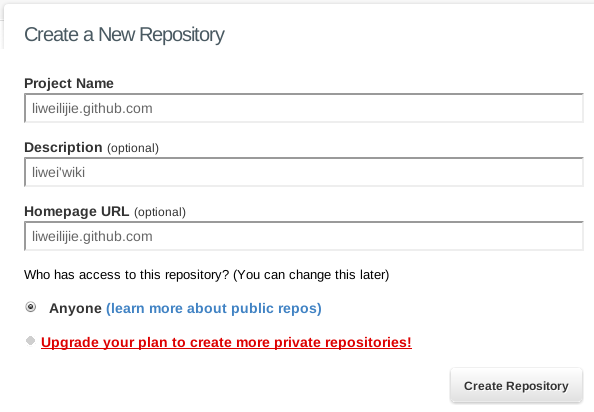 Create a New Repository
Project Name
liweilijie.github.com
Description (optional)
liwei'wiki
Homepage URL (optional)
liweilijie.github.com
Who has access to this repository? (You can change this later)
Anyone (learn more about public repos)
Upgrade your plan to create more private repositories!
Create Repository